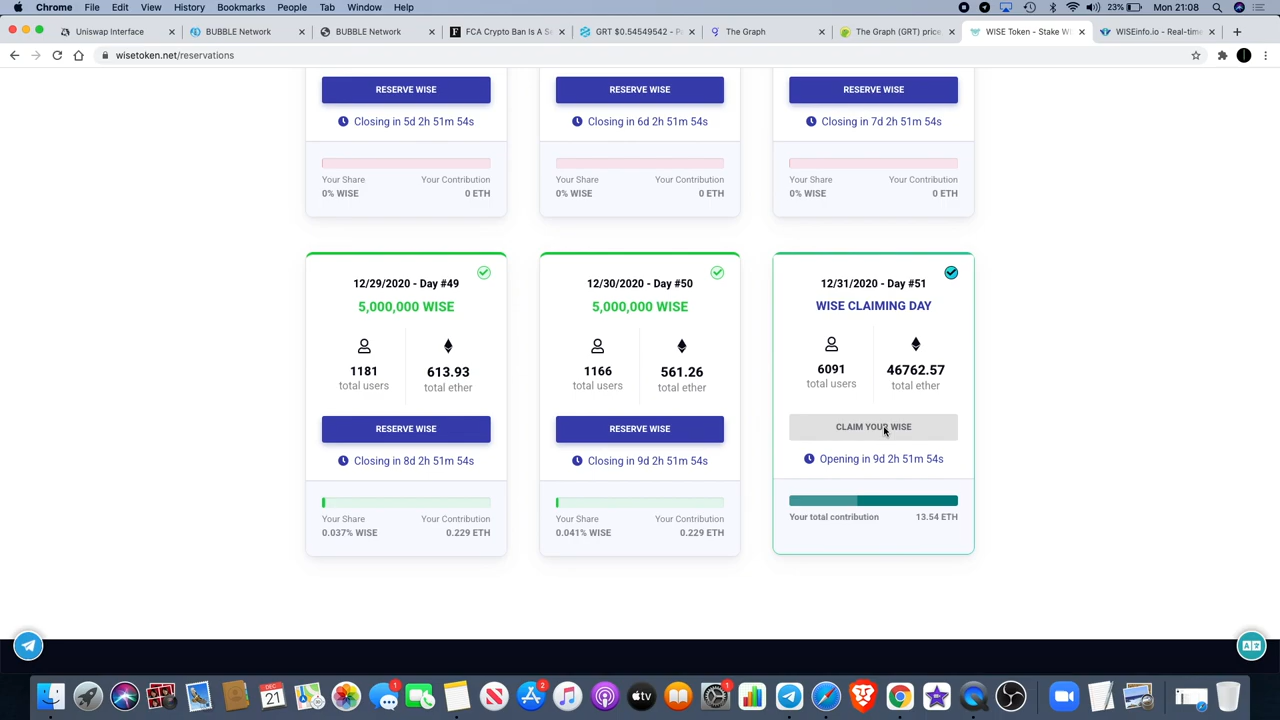 Chrome File Edit View History Bookmarks People Tab Window Help 23% Mon 21:08
Uniswap Interface BUBBLE Network BUBBLE Network FCA Crypto Ban Is A S GRT $0.54549542 - P The Graph The Graph (GRT) price WISE Token - Stake W WISEinfo.io - Real-time
wisetoken.net/reservations
RESERVE WISE RESERVE WISE RESERVE WISE
Closing in 5d 2h 51m 54s Closing in 6d 2h 51m 54s Closing in 7d 2h 51m 54s
Your Share Your Contribution Your Share Your Contribution Your Share Your Contribution
0% WISE 0 ETH 0% WISE 0 ETH 0% WISE 0 ETH
12/29/2020 - Day #49 12/30/2020 - Day #50 12/31/2020 - Day #51
5,000,000 WISE 5,000,000 WISE WISE CLAIMING DAY
1181 613.93 1166 561.26 6091 46762.57
total users total ether total users total ether total users total ether
RESERVE WISE RESERVE WISE CLAIM YOUR WISE
Closing in 8d 2h 51m 54s Closing in 9d 2h 51m 54s Opening in 9d 2h 51m 54s
Your Share Your Contribution Your Share Your Contribution Your total contribution 13.54 ETH
0.037% WISE 0.229 ETH 0.041% WISE 0.229 ETH
DEC
21
1 2 tv 1